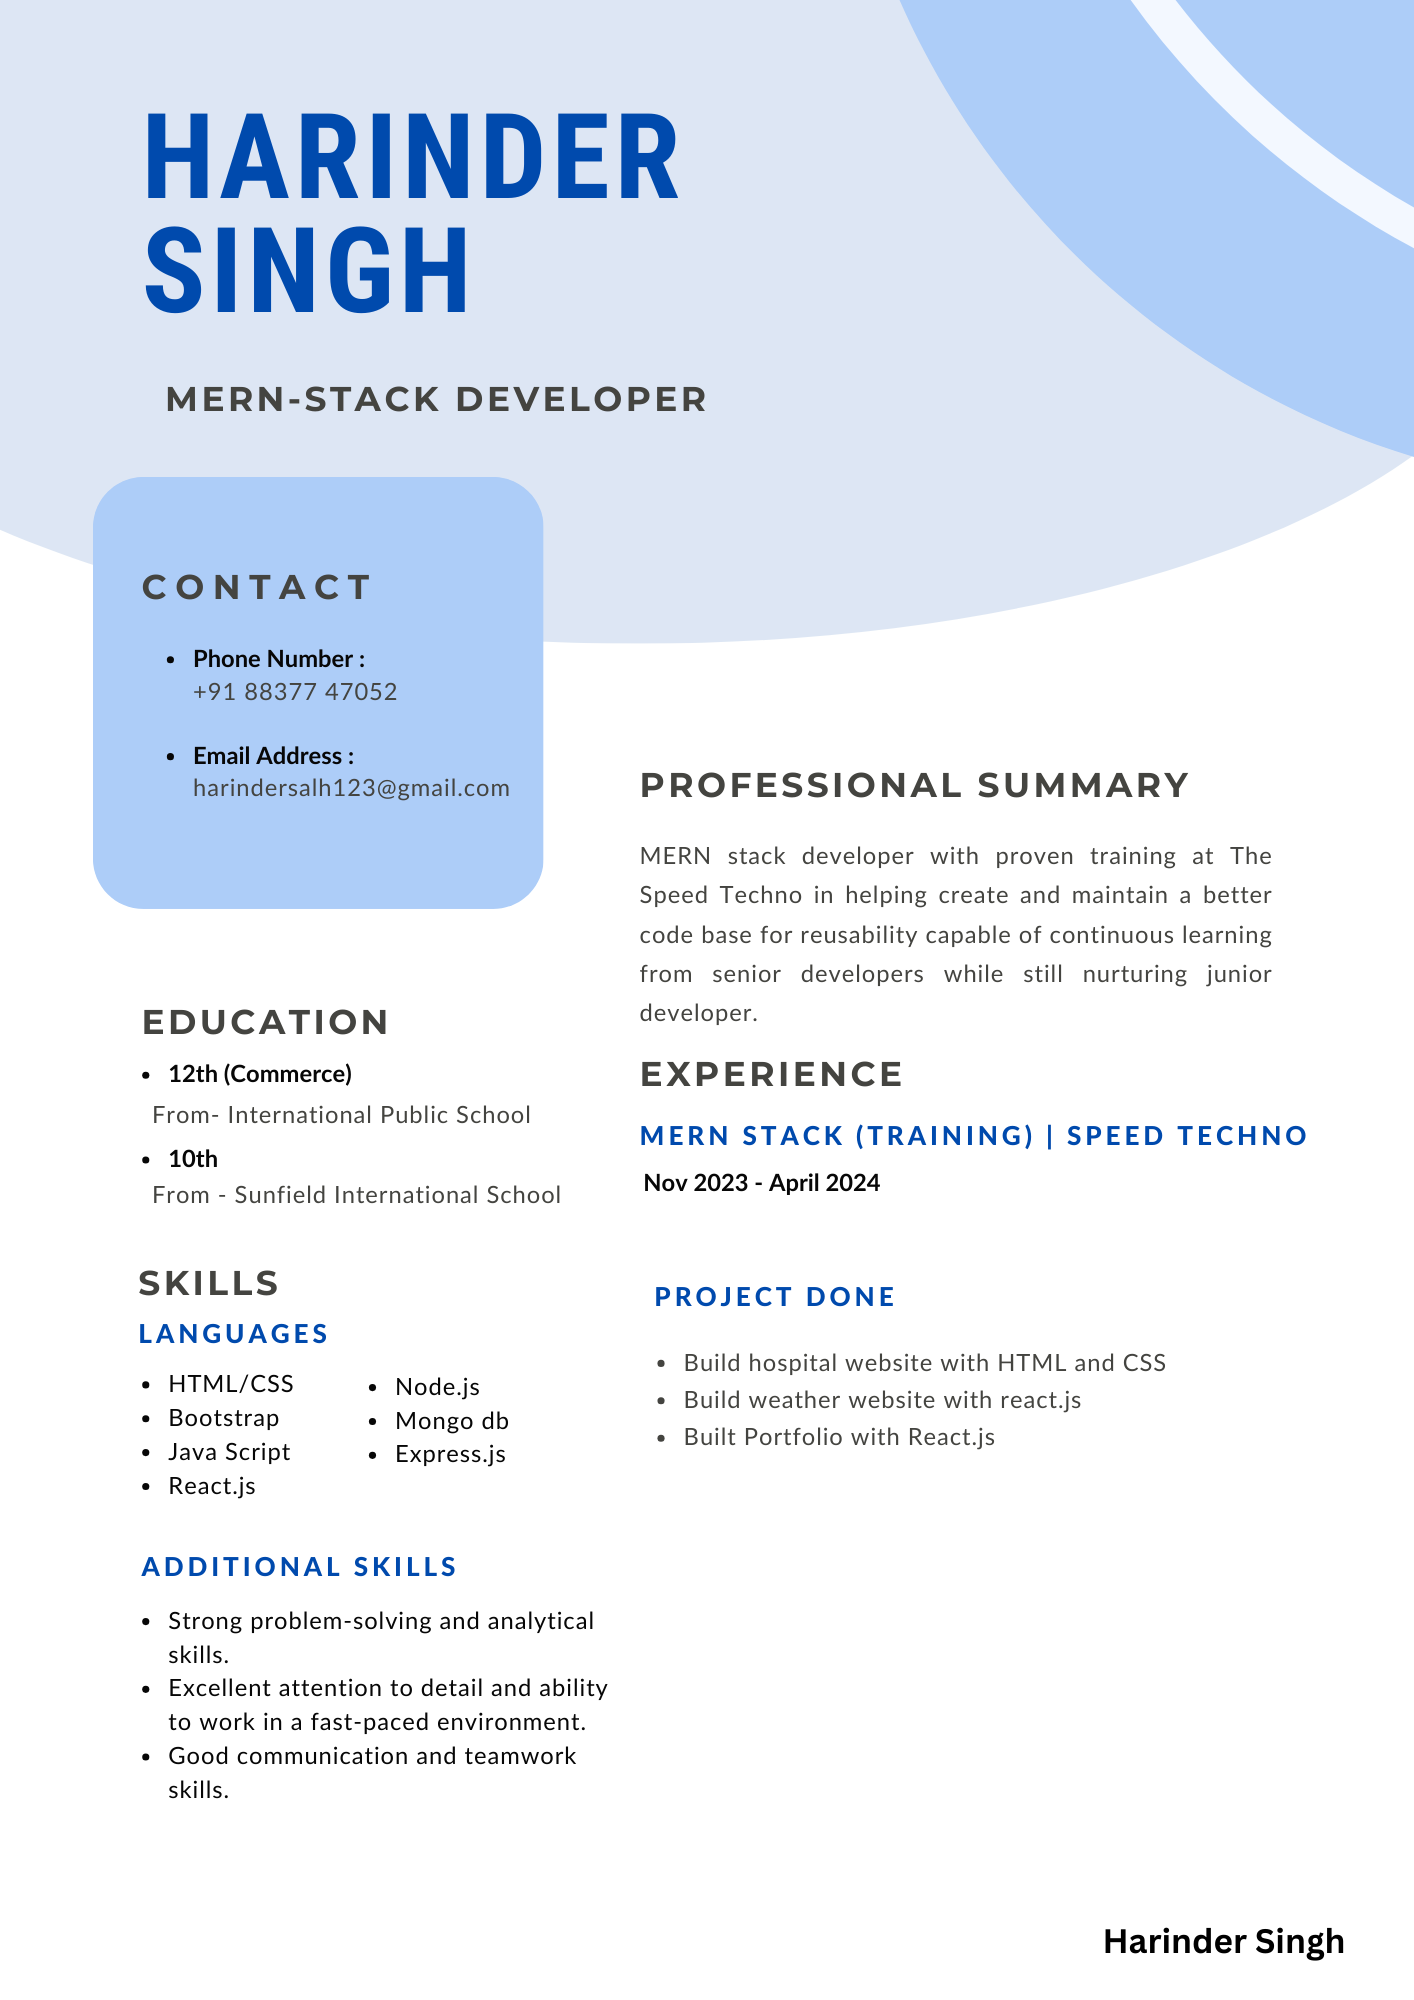 HARINDER
SINGH
MERN-STACK DEVELOPER
CONTACT
• Phone Number :
+91 88377 47052
• Email Address :
harindersalh123@gmail.com
EDUCATION
• 12th (Commerce)
From- International Public School
• 10th
From - Sunfield International School
SKILLS
LANGUAGES
• HTML/CSS
• Bootstrap
• Java Script
• React.js
• Node.js
• Mongo db
• Express.js
ADDITIONAL SKILLS
• Strong problem-solving and analytical
skills.
• Excellent attention to detail and ability
to work in a fast-paced environment.
• Good communication and teamwork
skills.
PROFESSIONAL SUMMARY
MERN stack developer with proven training at The
Speed Techno in helping create and maintain a better
code base for reusability capable of continuous learning
from senior developers while still nurturing junior
developer.
EXPERIENCE
MERN STACK (TRAINING) | SPEED TECHNO
Nov 2023 - April 2024
PROJECT DONE
• Build hospital website with HTML and CSS
• Build weather website with react.js
• Built Portfolio with React.js
Harinder Singh